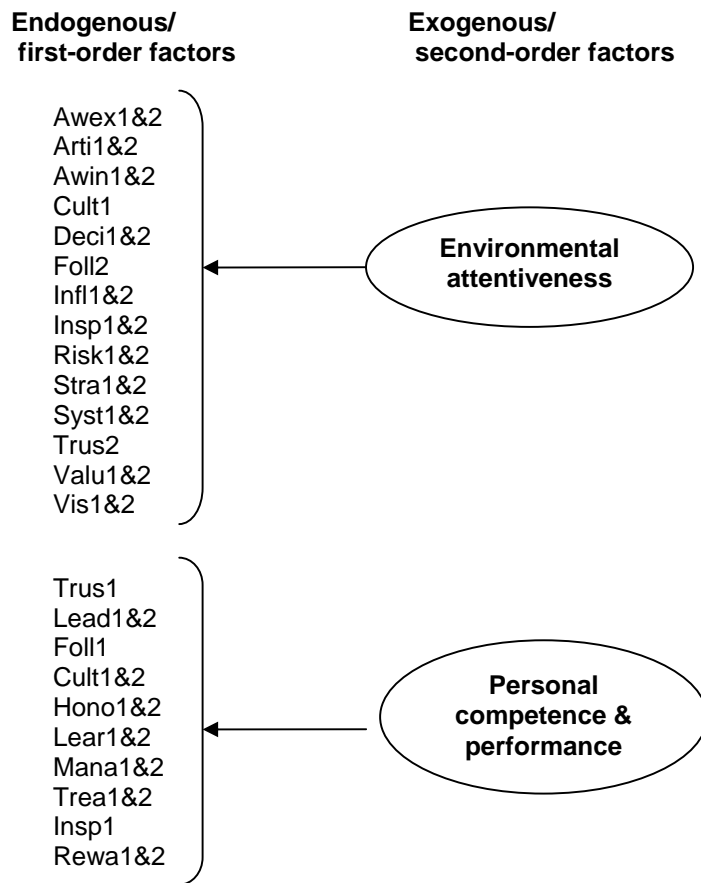 Endogenous/
first-order factors
Exogenous/
second-order factors
Awex1&2
Arti1&2
Awin1&2
Cult1
Deci1&2
Foll2
Infl1&2
Insp1&2
Risk1&2
Stra1&2
Syst1&2
Trus2
Valu1&2
Vis1&2
Environmental
attentiveness
Trus1
Lead1&2
Foll1
Cult1&2
Hono1&2
Lear1&2
Mana1&2
Trea1&2
Insp1
Rewa1&2
Personal
competence &
performance